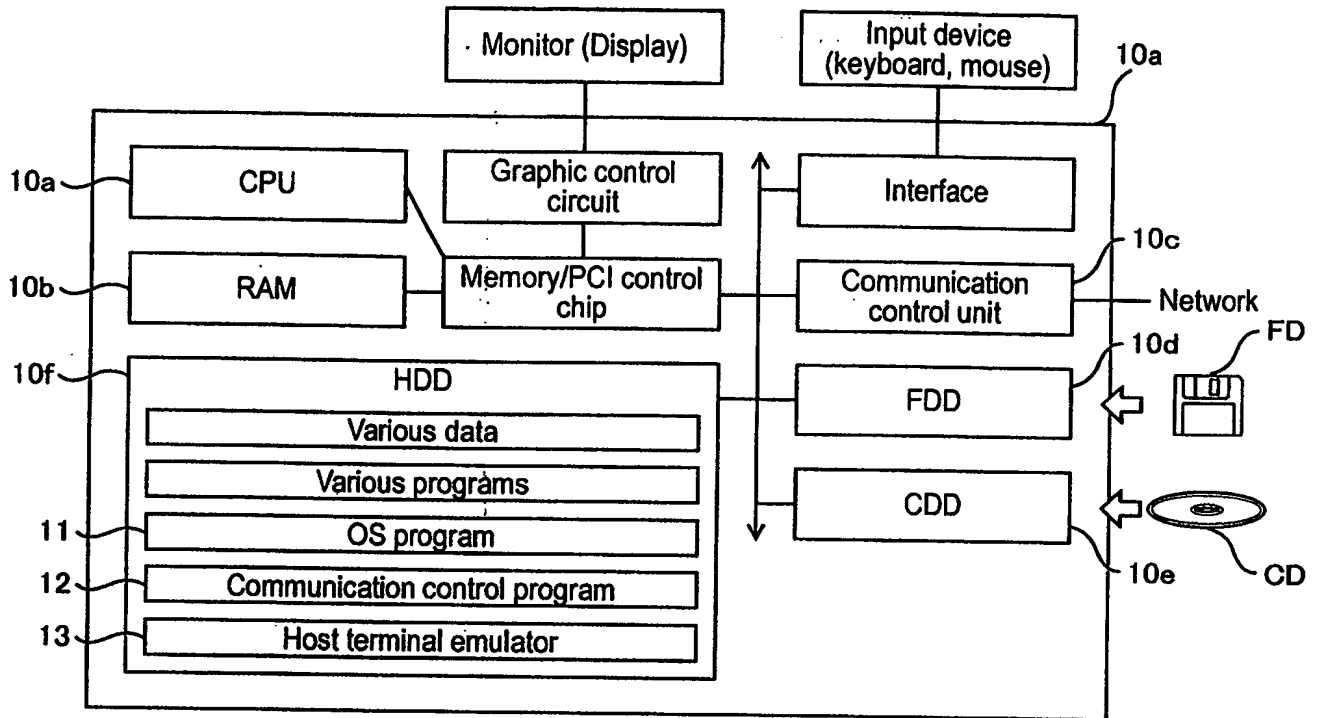 Monitor (Display)
Input device
(keyboard, mouse)
10a
10a
CPU
Graphic control
circuit
Interface
10b
RAM
Memory/PCI control
chip
Communication
control unit
10c
Network
10f
HDD
Various data
Various programs
11
OS program
12
Communication control program
13
Host terminal emulator
FDD
10d
FD
CDD
10e
CD